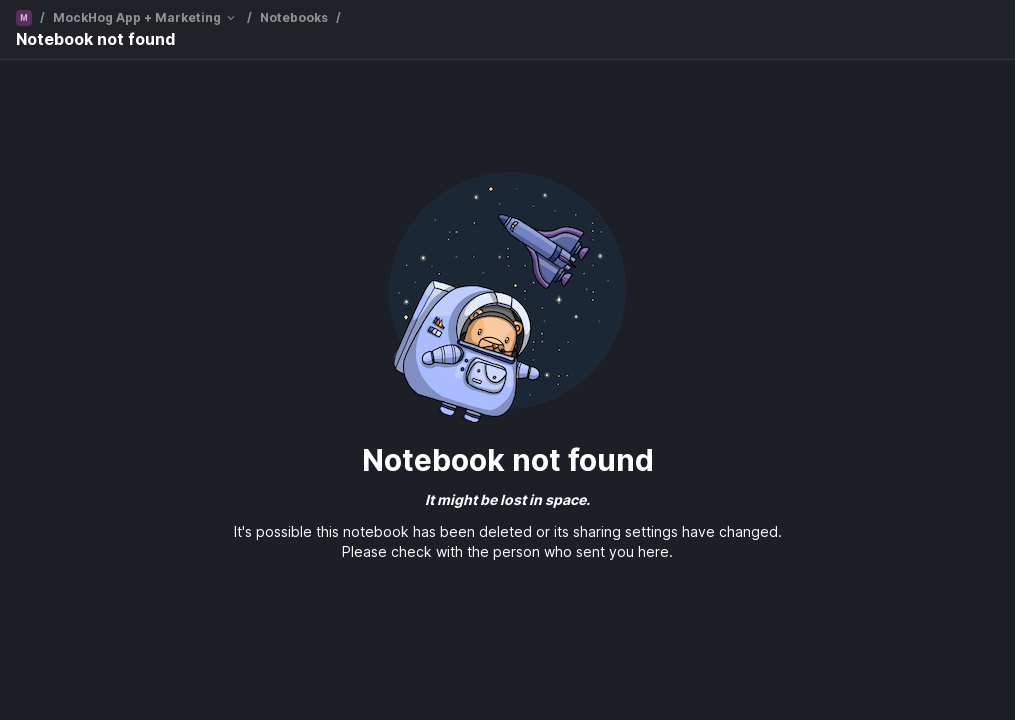 M / MockHog App + Marketing / Notebooks /
Notebook not found
Notebook not found
It might be lost in space.
It's possible this notebook has been deleted or its sharing settings have changed.
Please check with the person who sent you here.